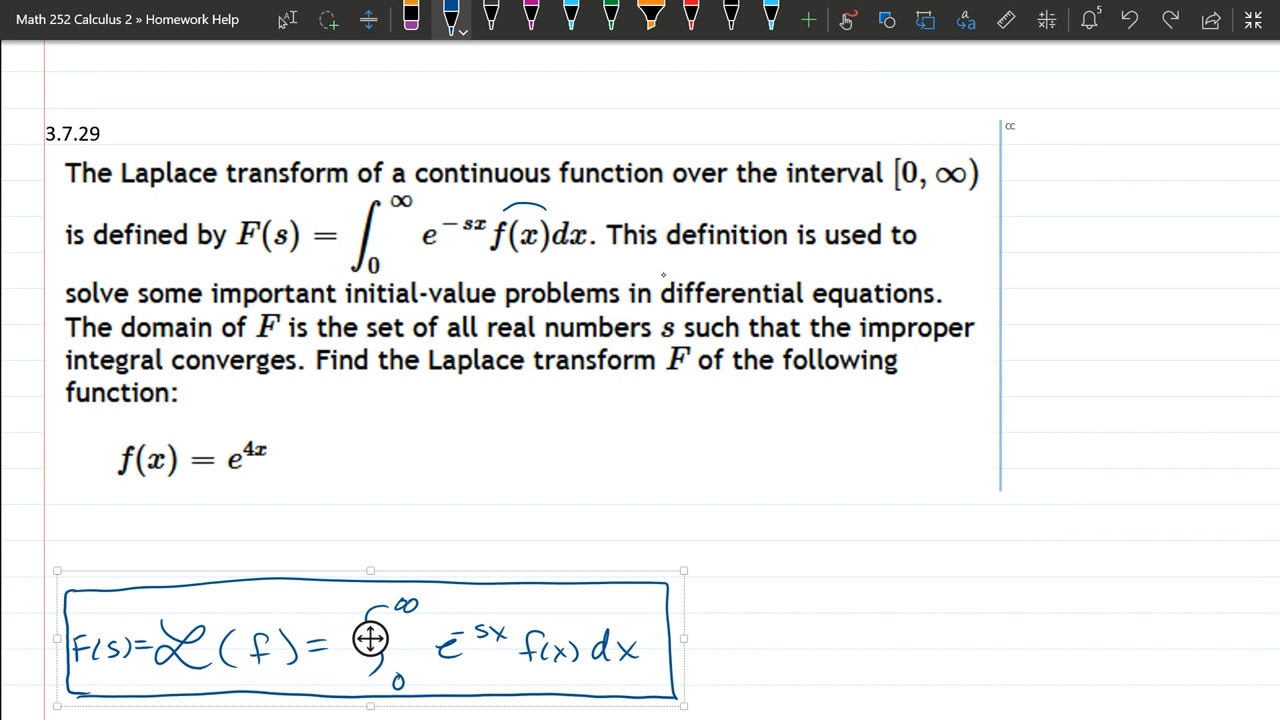 Math 252 Calculus 2 » Homework Help
5
3.7.29
cc
The Laplace transform of a continuous function over the interval [0, ∞)
is defined by F(s) = ∫₀^∞ e^{-sx} f(x)dx. This definition is used to
solve some important initial-value problems in differential equations.
The domain of F is the set of all real numbers s such that the improper
integral converges. Find the Laplace transform F of the following
function:
f(x) = e^{4x}
F(s)=ℒ(f)= ∫₀^∞ e^{-sx} f(x) dx